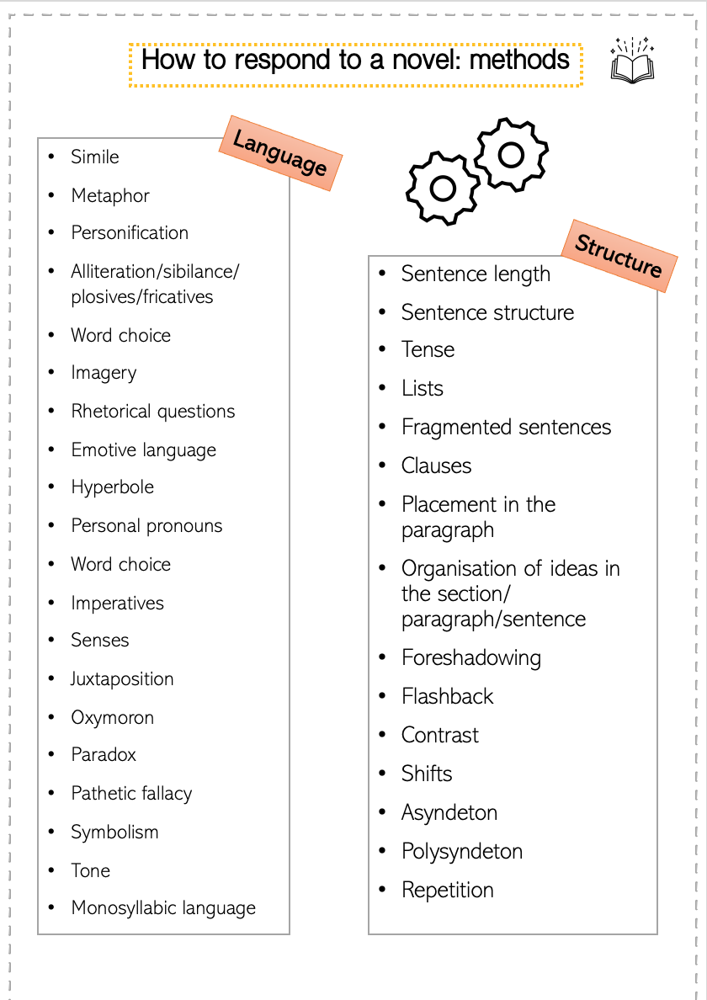 How to respond to a novel: methods
Language
• Simile
• Metaphor
• Personification
• Alliteration/sibilance/
plosives/fricatives
• Word choice
• Imagery
• Rhetorical questions
• Emotive language
• Hyperbole
• Personal pronouns
• Word choice
• Imperatives
• Senses
• Juxtaposition
• Oxymoron
• Paradox
• Pathetic fallacy
• Symbolism
• Tone
• Monosyllabic language
Structure
• Sentence length
• Sentence structure
• Tense
• Lists
• Fragmented sentences
• Clauses
• Placement in the
paragraph
• Organisation of ideas in
the section/
paragraph/sentence
• Foreshadowing
• Flashback
• Contrast
• Shifts
• Asyndeton
• Polysyndeton
• Repetition